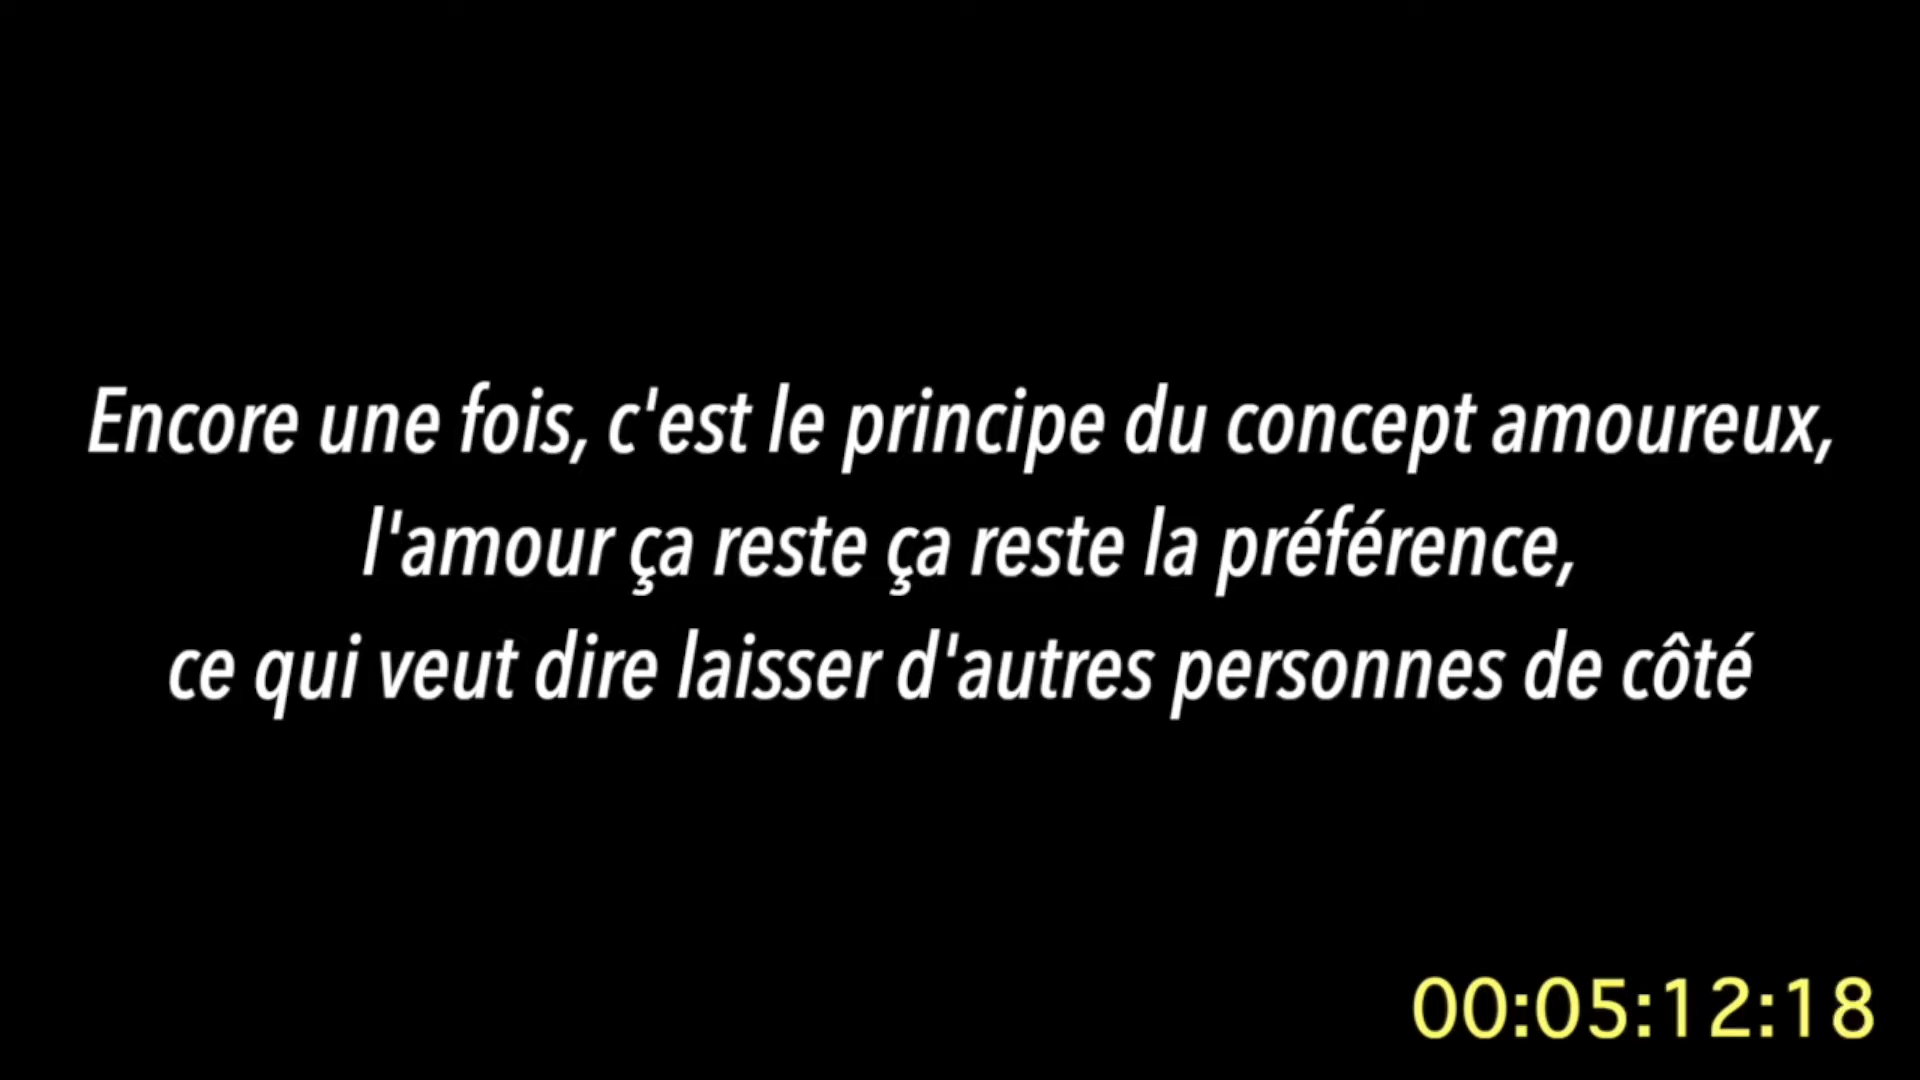 Encore une fois, c'est le principe du concept amoureux,
l'amour ça reste ça reste la préférence,
ce qui veut dire laisser d'autres personnes de côté
00:05:12:18